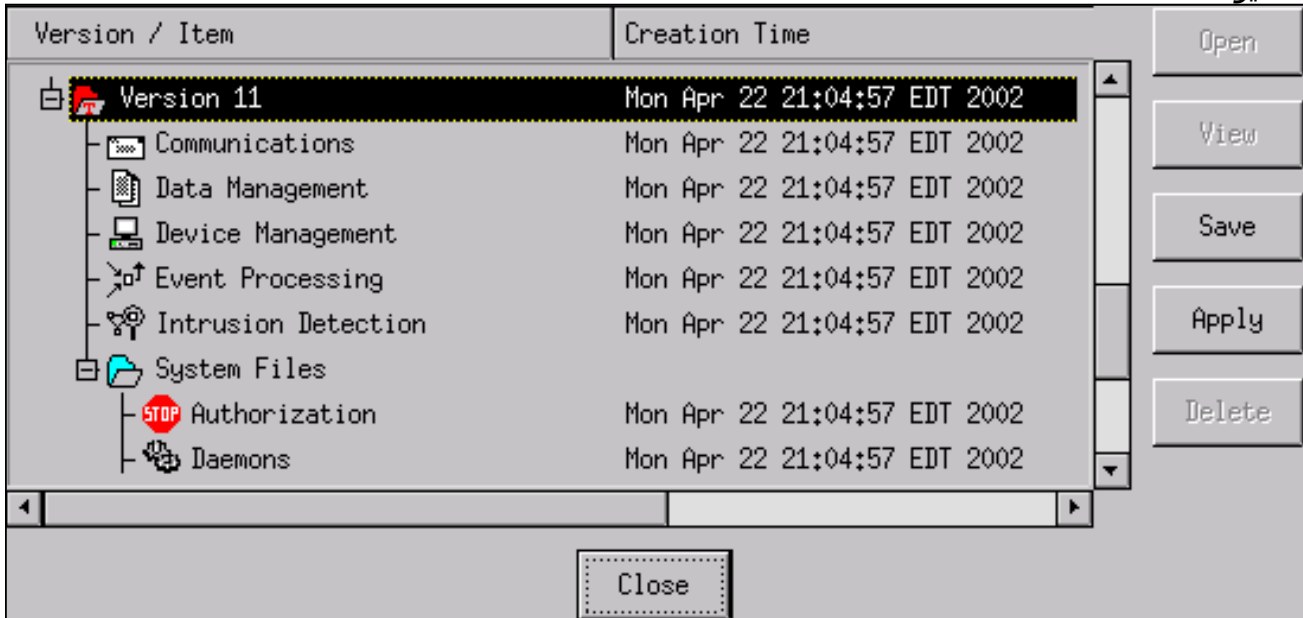 Version / Item Creation Time
Open
Version 11 Mon Apr 22 21:04:57 EDT 2002
Communications Mon Apr 22 21:04:57 EDT 2002
View
Data Management Mon Apr 22 21:04:57 EDT 2002
Device Management Mon Apr 22 21:04:57 EDT 2002
Save
Event Processing Mon Apr 22 21:04:57 EDT 2002
Intrusion Detection Mon Apr 22 21:04:57 EDT 2002
Apply
System Files
STOP Authorization Mon Apr 22 21:04:57 EDT 2002
Delete
Daemons Mon Apr 22 21:04:57 EDT 2002
Close